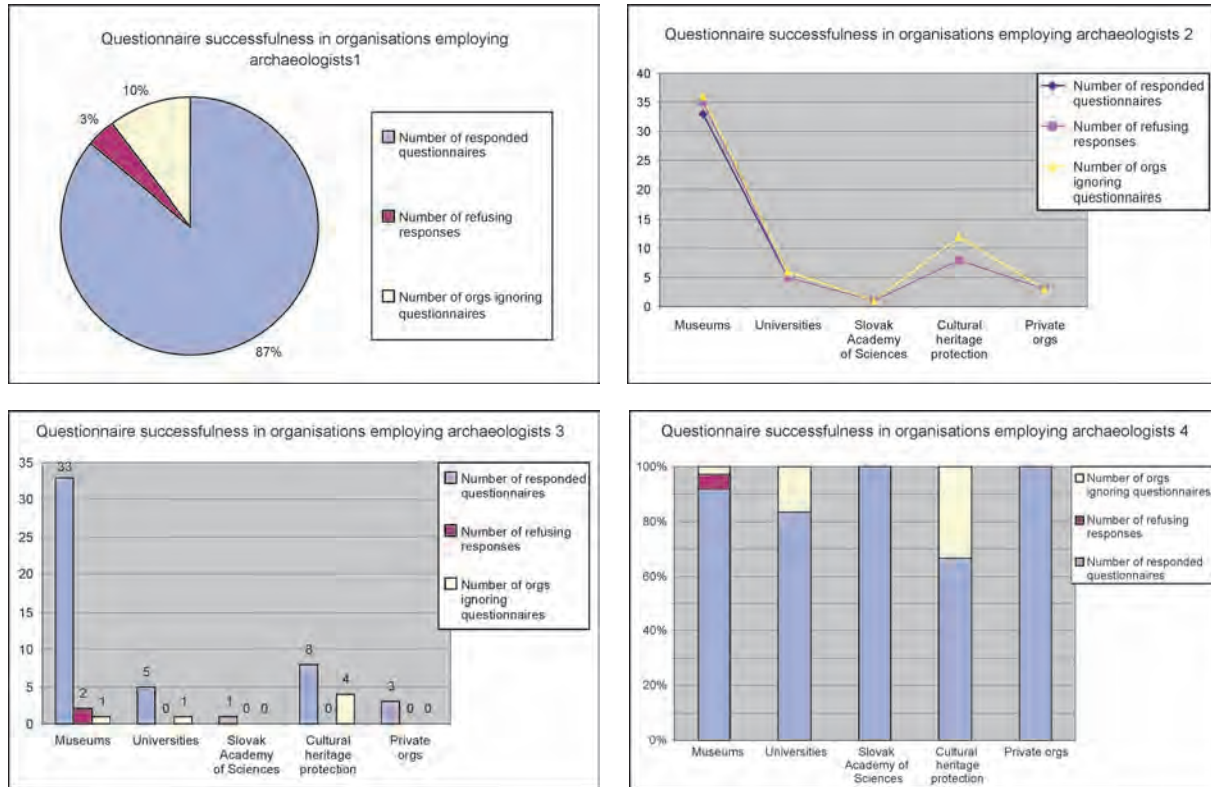 Questionnaire successfulness in organisations employing
archaeologists1
10%
3%
87%
Number of responded
questionnaires
Number of refusing
responses
Number of orgs ignoring
questionnaires
Questionnaire successfulness in organisations employing archaeologists 2
40
35
30
25
20
15
10
5
0
Number of responded
questionnaires
Number of refusing
responses
Number of orgs
ignoring
questionnaires
Museums
Universities
Slovak
Academy
of Sciences
Cultural
heritage
protection
Private
orgs
Questionnaire successfulness in organisations employing archaeologists 3
35
30
25
20
15
10
5
0
33
2
1
5
0
1
1
0
0
8
0
4
3
0
0
Number of responded
questionnaires
Number of refusing
responses
Number of orgs
ignoring
questionnaires
Museums
Universities
Slovak
Academy
of Sciences
Cultural
heritage
protection
Private
orgs
Questionnaire successfulness in organisations employing archaeologists 4
100%
80%
60%
40%
20%
0%
Number of orgs
ignoring questionnaires
Number of refusing
responses
Number of responded
questionnaires
Museums
Universities
Slovak
Academy of
Sciences
Cultural
heritage
protection
Private orgs